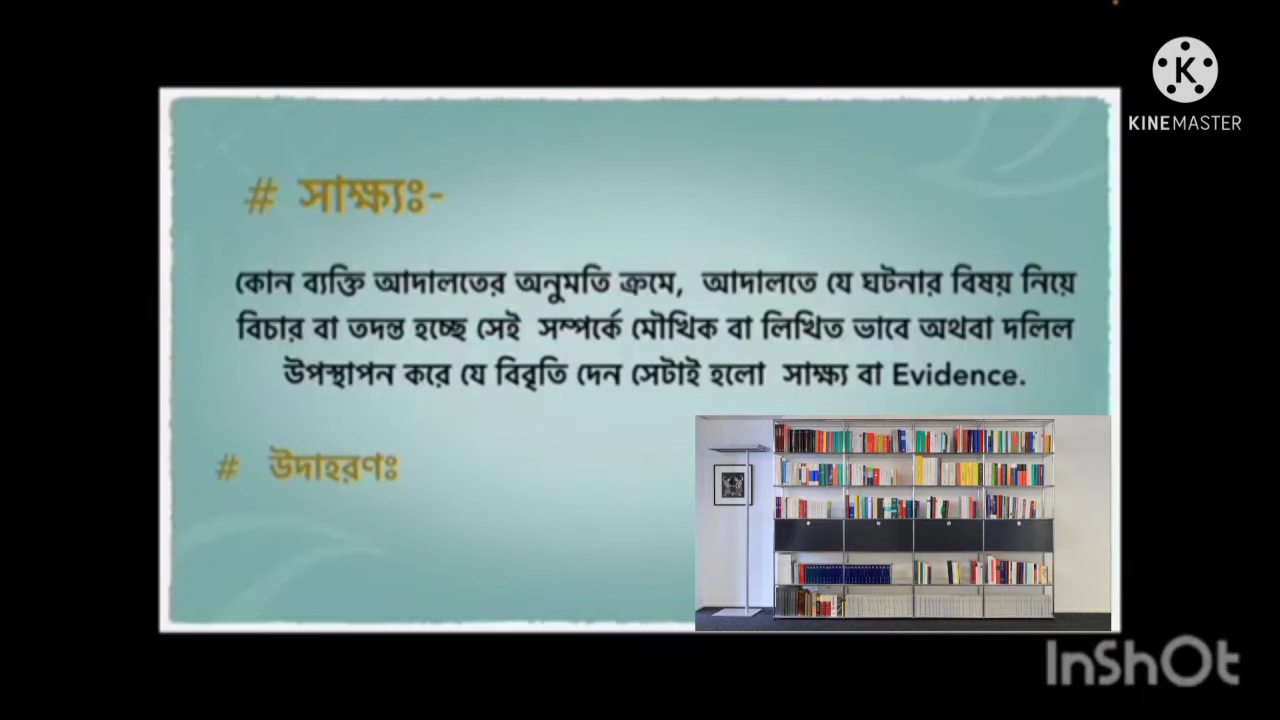 KINEMASTER
# সাক্ষ্যঃ-
কোন ব্যক্তি আদালতের অনুমতি ক্রমে, আদালতে যে ঘটনার বিষয় নিয়ে
বিচার বা তদন্ত হচ্ছে সেই সম্পর্কে মৌখিক বা লিখিত ভাবে অথবা দলিল
উপস্থাপন করে যে বিবৃতি দেন সেটাই হলো সাক্ষ্য বা Evidence.
# উদাহরণঃ
InShOt